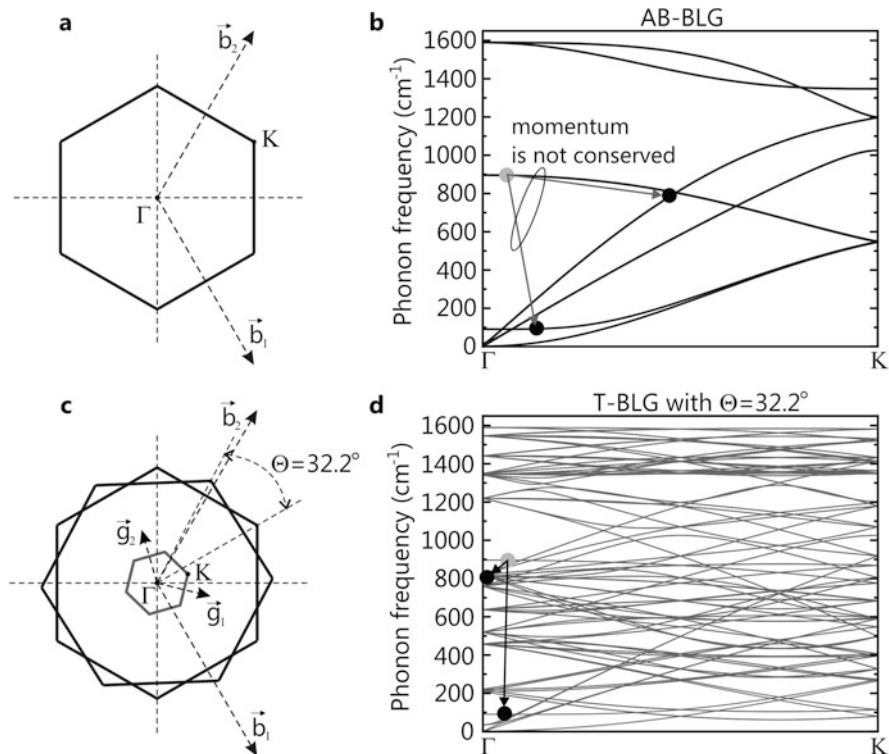 a
b⃗₂
K
Γ
b⃗₁
b
AB-BLG
Phonon frequency (cm⁻¹)
1600
1400
1200
1000
800
600
400
200
0
momentum
is not conserved
Γ
K
c
b⃗₂
Θ=32.2°
g⃗₂
K
Γ
g⃗₁
b⃗₁
d
T-BLG with Θ=32.2°
Phonon frequency (cm⁻¹)
1600
1400
1200
1000
800
600
400
200
0
Γ
K